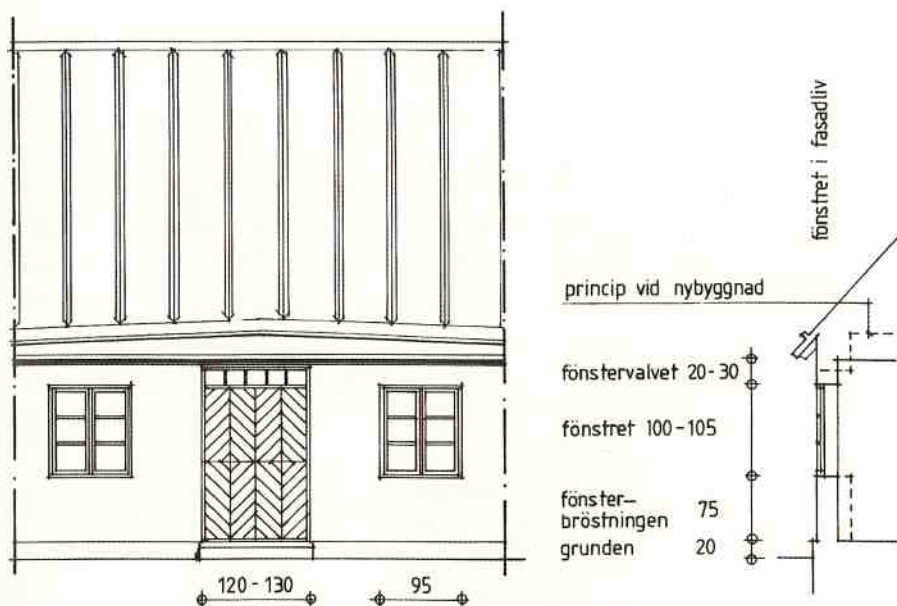 fönstret i fasadliv
princip vid nybyggnad
fönstervalvet 20-30
fönstret 100-105
fönster-
bröstningen 75
grunden 20
120-130
95